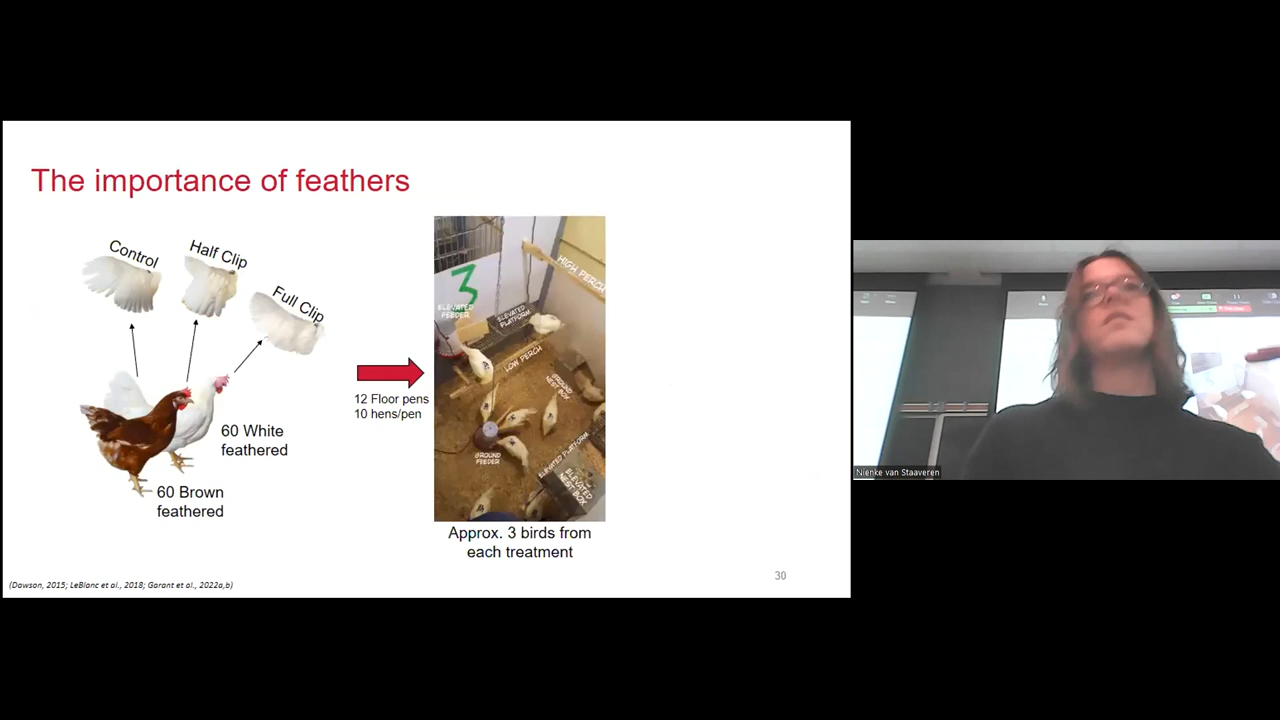 The importance of feathers
Control
Half Clip
Full Clip
60 White
feathered
60 Brown
feathered
12 Floor pens
10 hens/pen
3
HIGH PERCH
ELEVATED
FEEDER
ELEVATED
PLATFORM
LOW PERCH
GROUND
NEST BOX
GROUND
FEEDER
ELEVATED PLATFORM
ELEVATED
NEST BOX
Approx. 3 birds from
each treatment
(Dawson, 2015; LeBlanc et al., 2018; Garant et al., 2022a,b)
30
Nienke van Staaveren